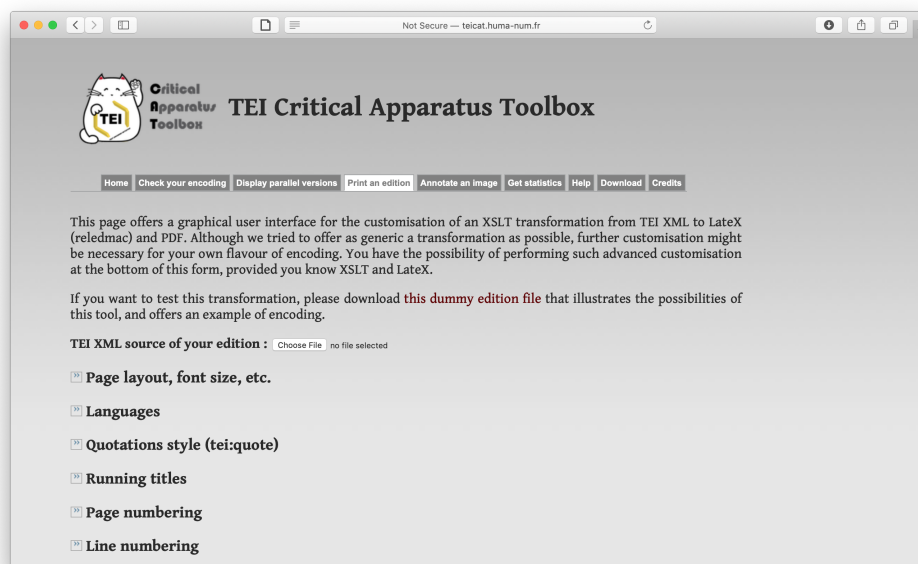 Not Secure — teicat.huma-num.fr
TEI
Critical
Apparatus
Toolbox
TEI Critical Apparatus Toolbox
Home Check your encoding Display parallel versions Print an edition Annotate an image Get statistics Help Download Credits
This page offers a graphical user interface for the customisation of an XSLT transformation from TEI XML to LateX
(reledmac) and PDF. Although we tried to offer as generic a transformation as possible, further customisation might
be necessary for your own flavour of encoding. You have the possibility of performing such advanced customisation
at the bottom of this form, provided you know XSLT and LateX.
If you want to test this transformation, please download this dummy edition file that illustrates the possibilities of
this tool, and offers an example of encoding.
TEI XML source of your edition : Choose File no file selected
Page layout, font size, etc.
Languages
Quotations style (tei:quote)
Running titles
Page numbering
Line numbering